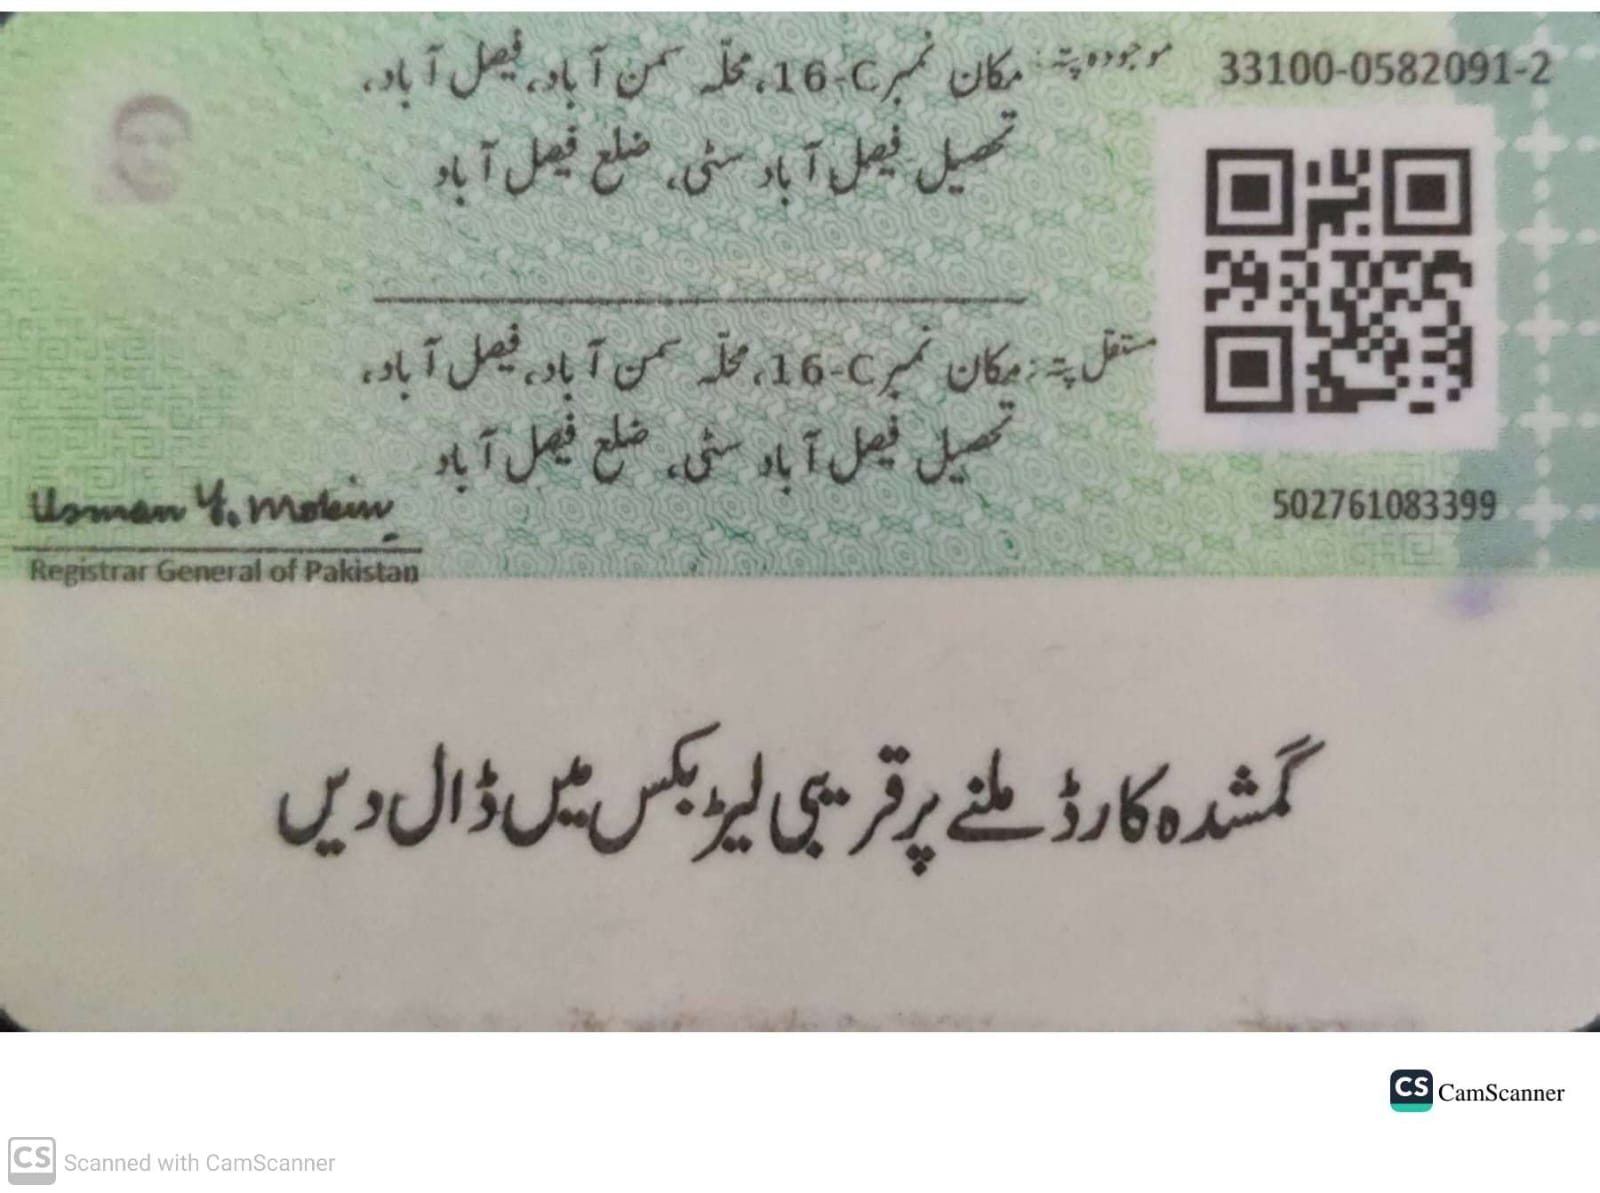 33100-0582091-2
موجودہ پتہ: مکان نمبر 16-C، محلّہ سمن آباد، فیصل آباد،
تحصیل فیصل آباد سٹی، ضلع فیصل آباد
مستقل پتہ: مکان نمبر 16-C، محلّہ سمن آباد، فیصل آباد،
تحصیل فیصل آباد سٹی، ضلع فیصل آباد
502761083399
Usman Y. Mobin
Registrar General of Pakistan
گمشدہ کارڈ ملنے پر قریبی لیٹر بکس میں ڈال دیں
CS CamScanner
CS Scanned with CamScanner